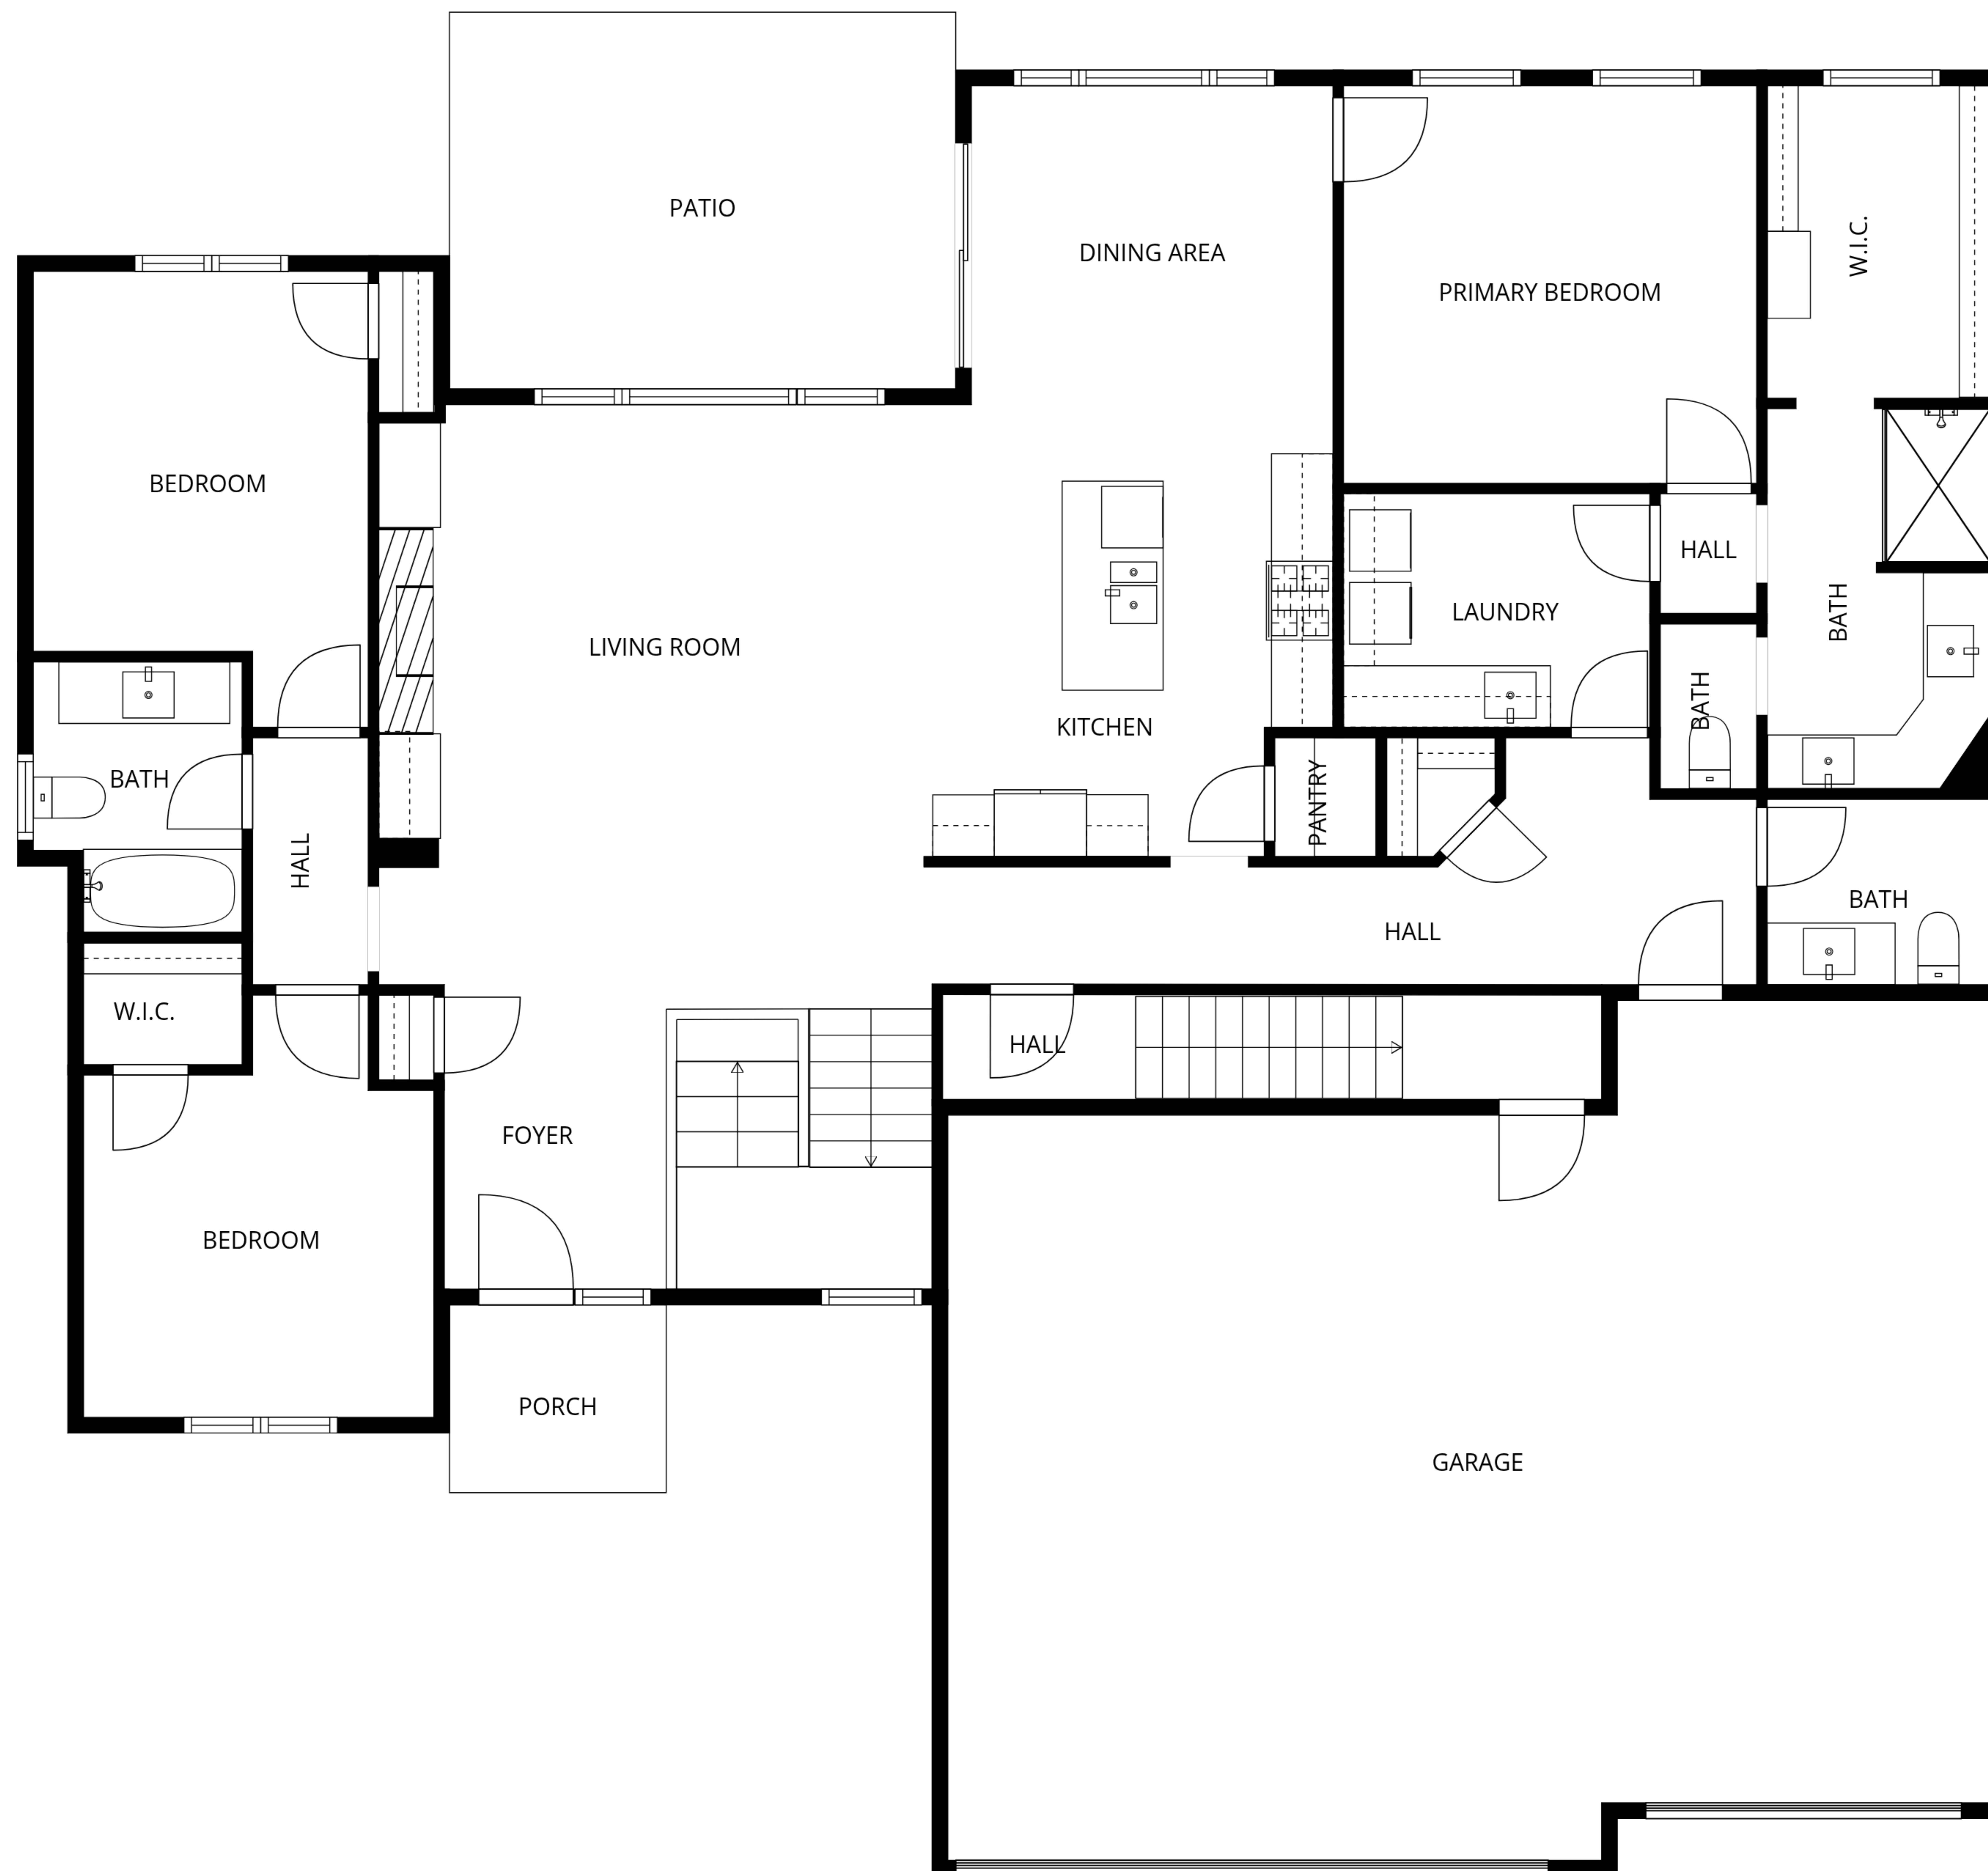 PATIO
DINING AREA
W.I.C.
PRIMARY BEDROOM
BEDROOM
HALL
LAUNDRY
BATH
LIVING ROOM
BATH
KITCHEN
BATH
PANTRY
HALL
BATH
HALL
W.I.C.
HALL
FOYER
BEDROOM
PORCH
GARAGE